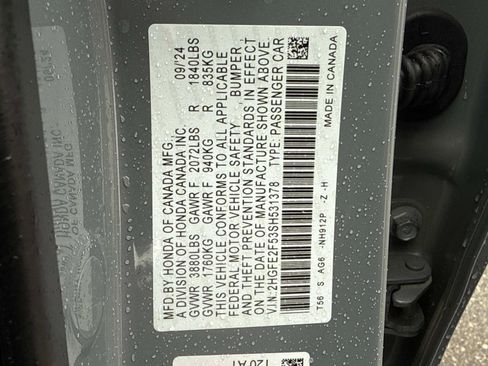 MFD. BY HONDA OF CANADA MFG. 09/24
A DIVISION OF HONDA CANADA INC.
GVWR 3880LBS GAWR F 2072LBS R 1840LBS
GVWR 1760KG GAWR F 940KG R 835KG
THIS VEHICLE CONFORMS TO ALL APPLICABLE
FEDERAL MOTOR VEHICLE SAFETY, BUMPER,
AND THEFT PREVENTION STANDARDS IN EFFECT
ON THE DATE OF MANUFACTURE SHOWN ABOVE.
V.I.N: 2HGFE2F53SH531378 TYPE: PASSENGER CAR
T56 S AG6 -NH912P -Z -H
MADE IN CANADA
120 A1